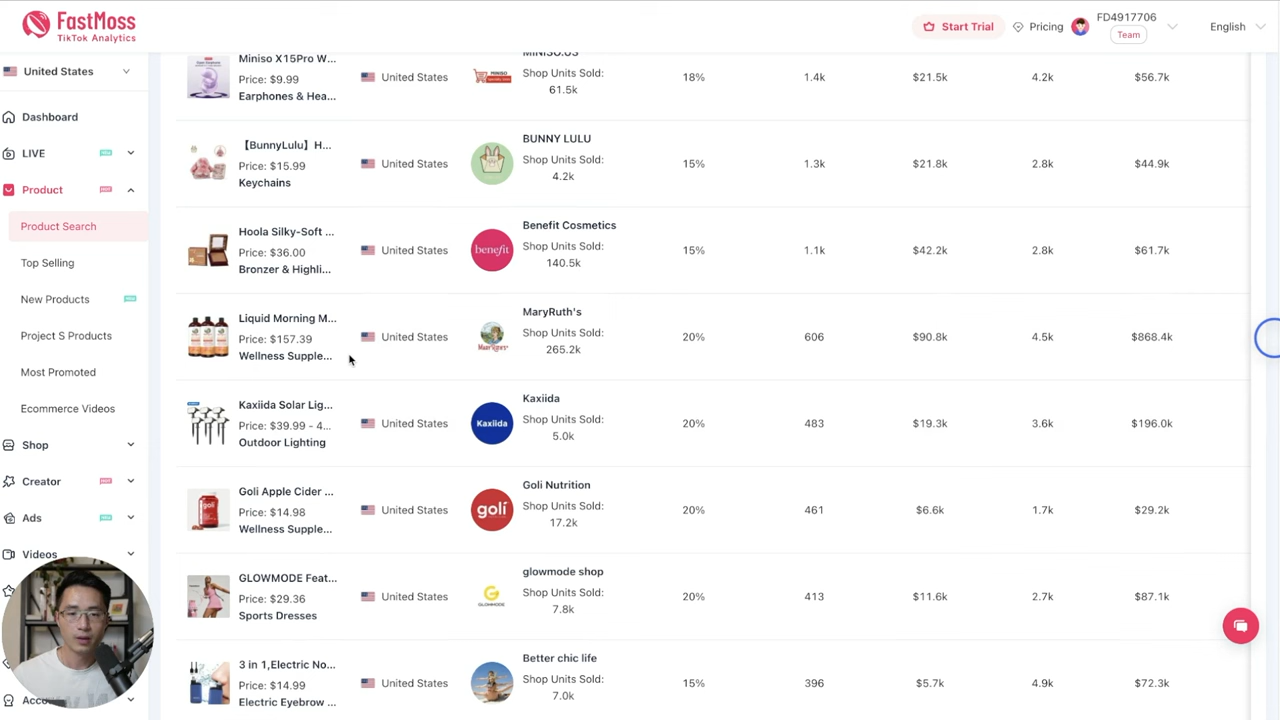 FastMoss
TikTok Analytics
Start Trial
Pricing
FD4917706
Team
English
United States
Dashboard
LIVE
Product
Product Search
Top Selling
New Products
Project S Products
Most Promoted
Ecommerce Videos
Shop
Creator
Ads
Videos
Miniso X15Pro W...
Price: $9.99
Earphones & Hea...
United States
MINISO.US
Shop Units Sold:
61.5k
18%
1.4k
$21.5k
4.2k
$56.7k
【BunnyLulu】H...
Price: $15.99
Keychains
United States
BUNNY LULU
Shop Units Sold:
4.2k
15%
1.3k
$21.8k
2.8k
$44.9k
Hoola Silky-Soft ...
Price: $36.00
Bronzer & Highli...
United States
benefit
Benefit Cosmetics
Shop Units Sold:
140.5k
15%
1.1k
$42.2k
2.8k
$61.7k
Liquid Morning M...
Price: $157.39
Wellness Supple...
United States
MaryRuth's
Shop Units Sold:
265.2k
20%
606
$90.8k
4.5k
$868.4k
Kaxiida Solar Lig...
Price: $39.99 - 4...
Outdoor Lighting
United States
Kaxiida
Kaxiida
Shop Units Sold:
5.0k
20%
483
$19.3k
3.6k
$196.0k
goli
Goli Apple Cider ...
Price: $14.98
Wellness Supple...
United States
goli
Goli Nutrition
Shop Units Sold:
17.2k
20%
461
$6.6k
1.7k
$29.2k
GLOWMODE Feat...
Price: $29.36
Sports Dresses
United States
GLOWMODE
glowmode shop
Shop Units Sold:
7.8k
20%
413
$11.6k
2.7k
$87.1k
3 in 1,Electric No...
Price: $14.99
Electric Eyebrow ...
United States
Better chic life
Shop Units Sold:
7.0k
15%
396
$5.7k
4.9k
$72.3k